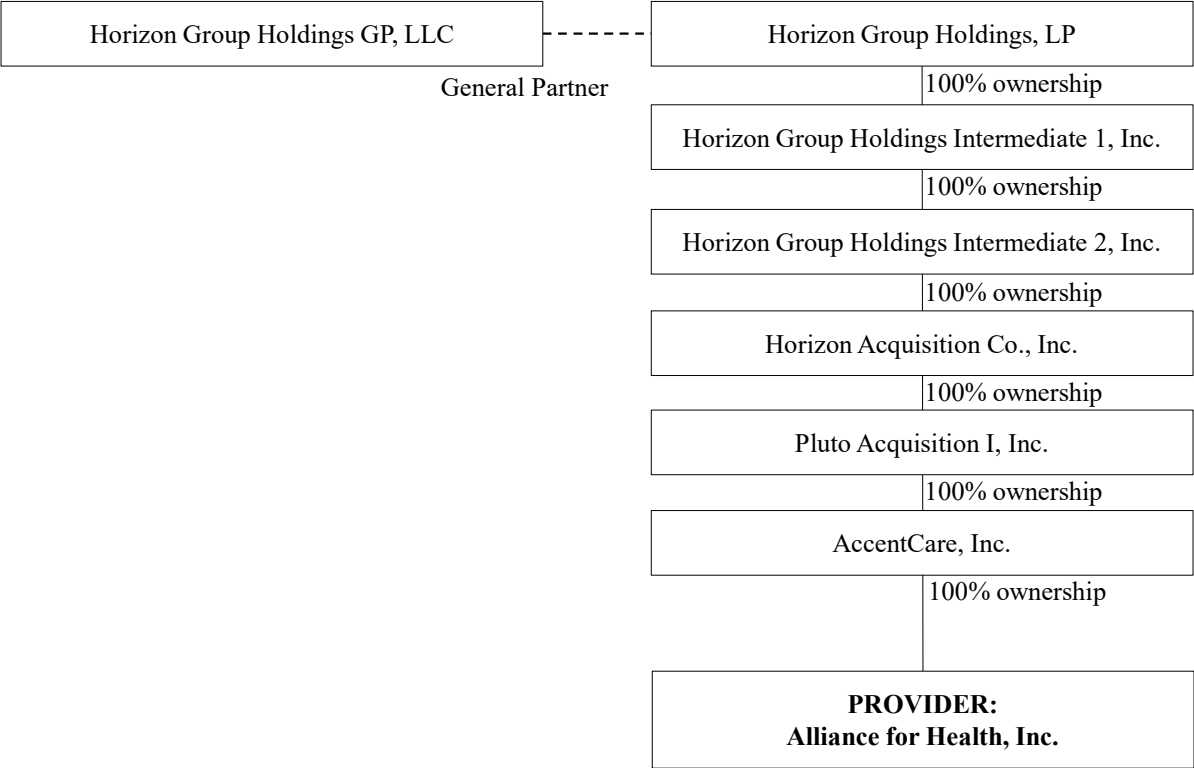 Horizon Group Holdings GP, LLC
Horizon Group Holdings, LP
General Partner
100% ownership
Horizon Group Holdings Intermediate 1, Inc.
100% ownership
Horizon Group Holdings Intermediate 2, Inc.
100% ownership
Horizon Acquisition Co., Inc.
100% ownership
Pluto Acquisition I, Inc.
100% ownership
AccentCare, Inc.
100% ownership
PROVIDER:
Alliance for Health, Inc.